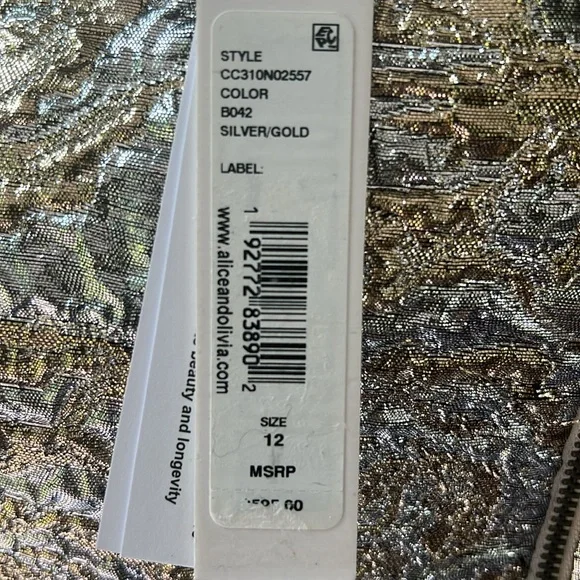 STYLE
CC310N02557
COLOR
B042
SILVER/GOLD
LABEL:
1 92772 83890 2
www.aliceandolivia.com
SIZE
12
MSRP
beauty and longevity